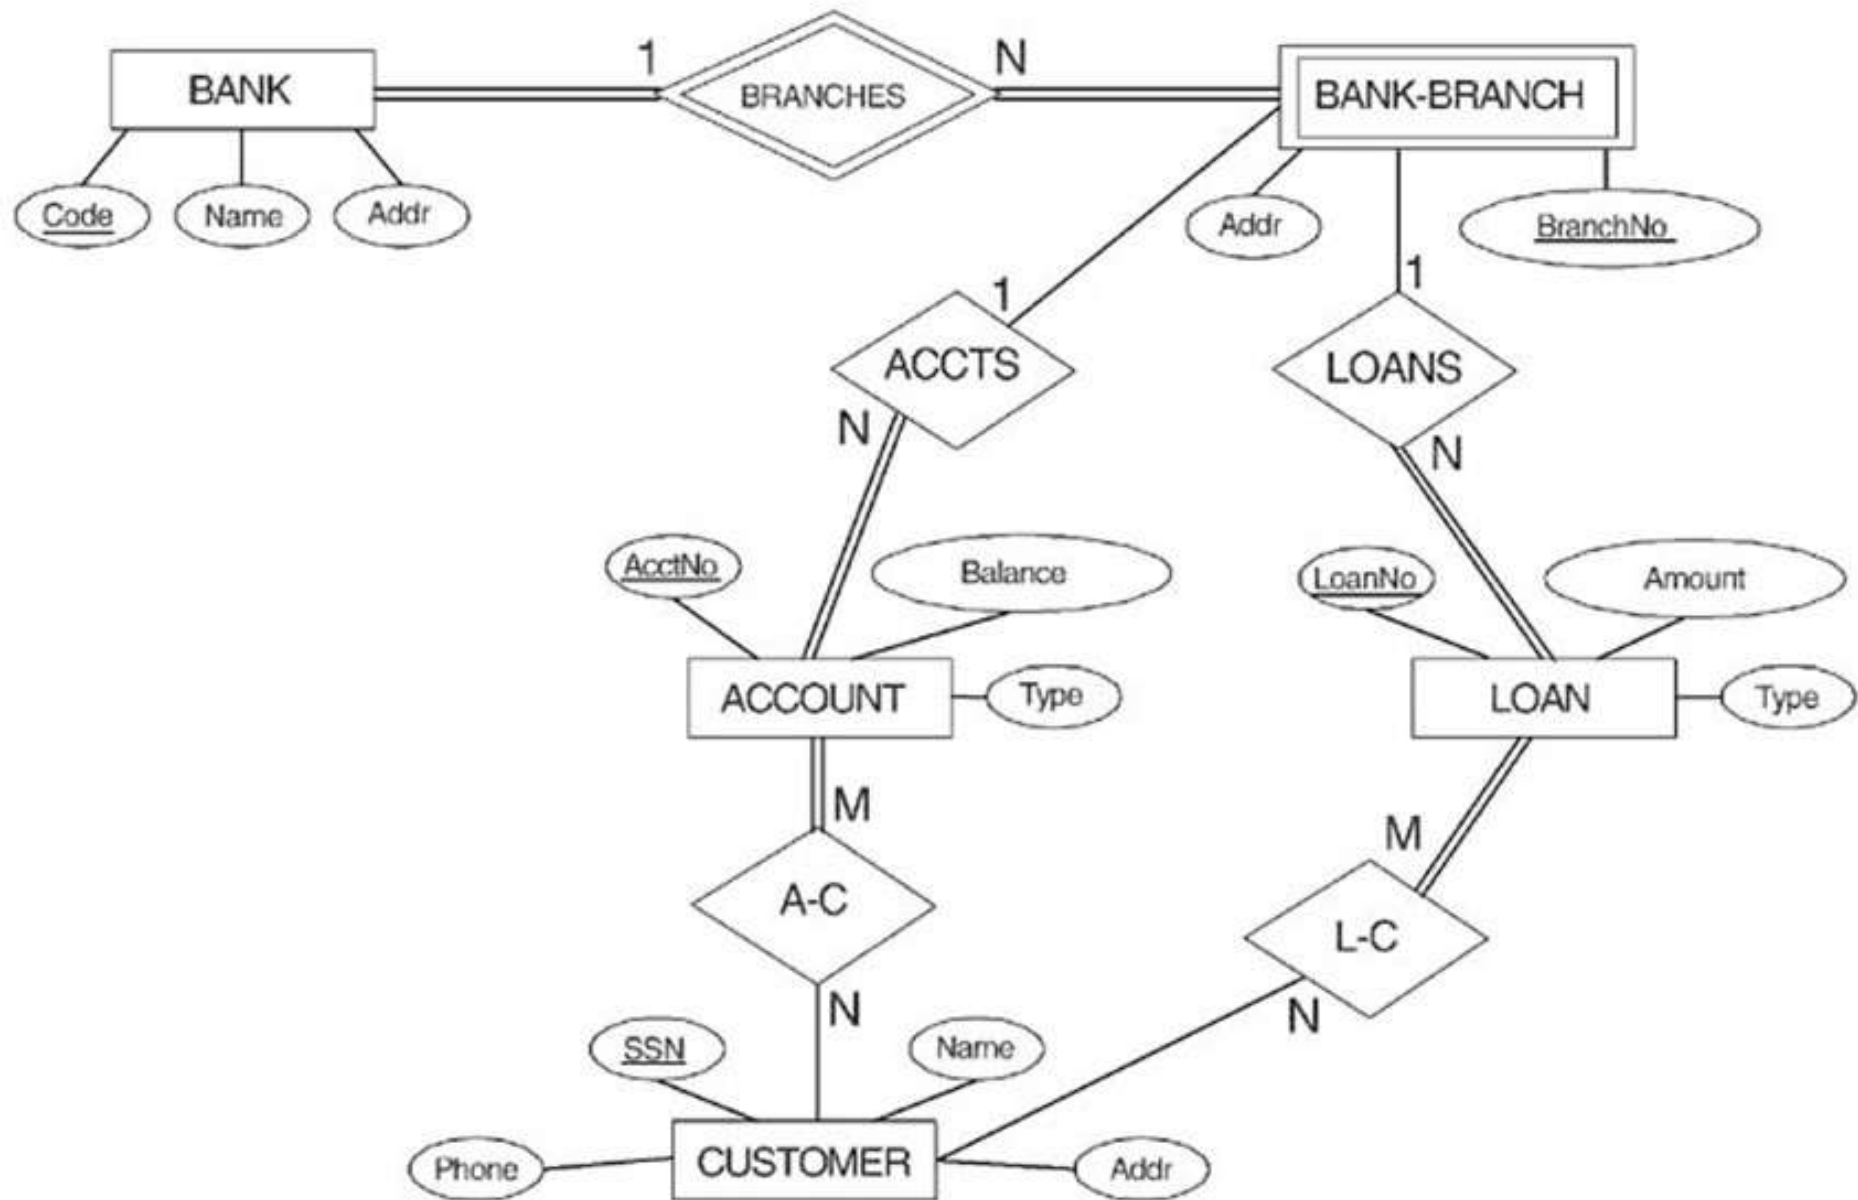 1
N
BANK
BRANCHES
BANK-BRANCH
Code
Name
Addr
Addr
BranchNo
1
1
ACCTS
LOANS
N
N
AcctNo
Balance
LoanNo
Amount
ACCOUNT
Type
LOAN
Type
M
M
A-C
L-C
N
N
SSN
Name
Phone
CUSTOMER
Addr